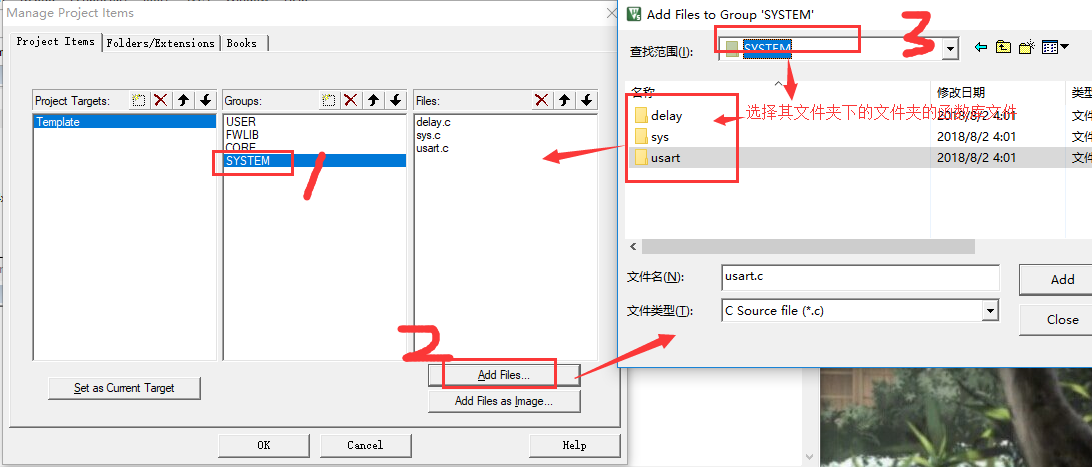 Manage Project Items
Project Items
Folders/Extensions
Books
Project Targets:
Groups:
Files:
Template
USER
FWLIB
CORE
SYSTEM
delay.c
sys.c
usart.c
1
2
Set as Current Target
Add Files...
Add Files as Image...
OK
Cancel
Help
Add Files to Group 'SYSTEM'
3
查找范围(I):
SYSTEM
名称
修改日期
类型
选择其文件夹下的文件夹的函数库文件
delay
2018/8/2 4:01
文件
sys
2018/8/2 4:01
文件
usart
2018/8/2 4:01
文件
文件名(N):
usart.c
Add
文件类型(T):
C Source file (*.c)
Close